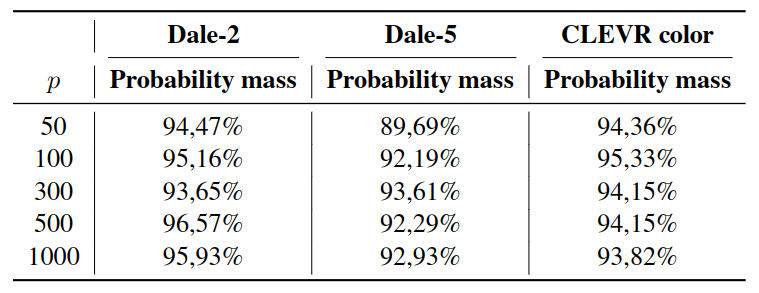 Dale-2 Dale-5 CLEVR color
p Probability mass Probability mass Probability mass
50 94,47% 89,69% 94,36%
100 95,16% 92,19% 95,33%
300 93,65% 93,61% 94,15%
500 96,57% 92,29% 94,15%
1000 95,93% 92,93% 93,82%